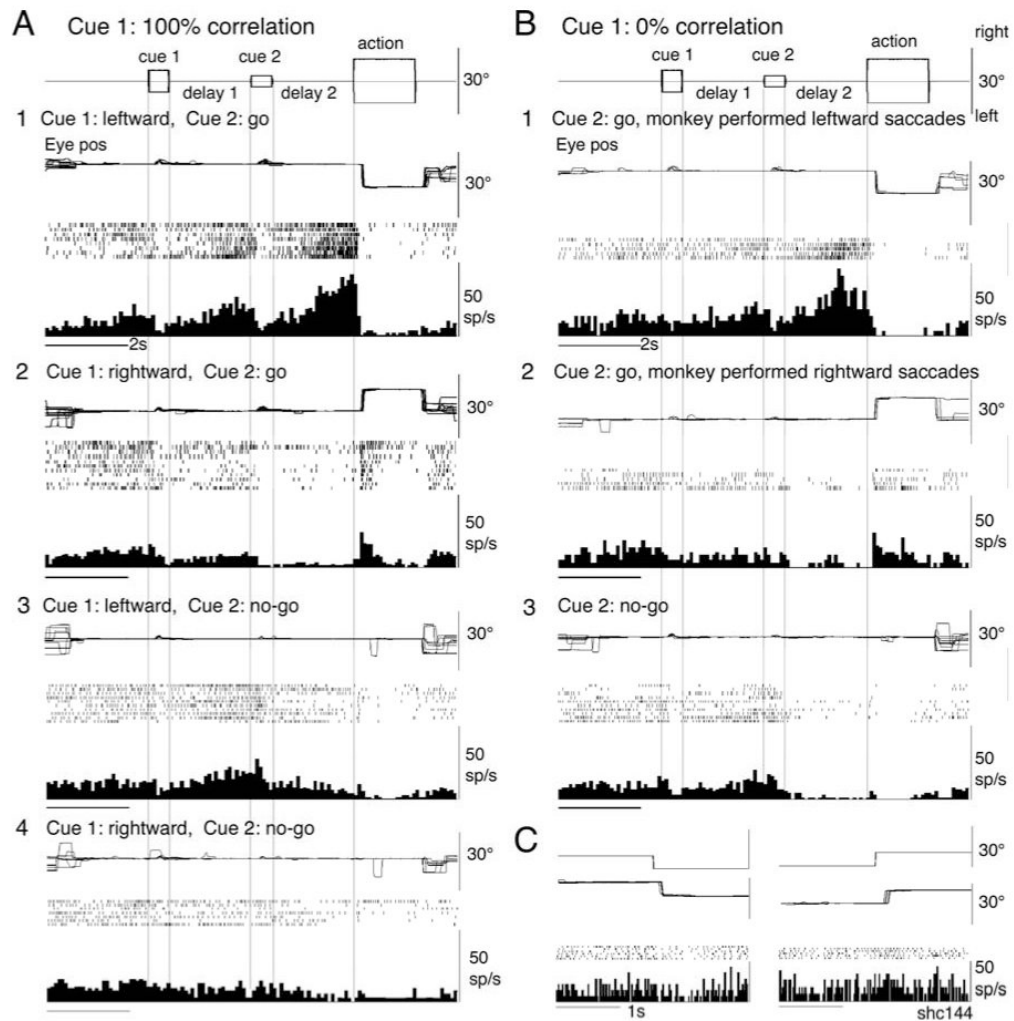 A Cue 1: 100% correlation
cue 1 cue 2 action
delay 1 delay 2
30°
1 Cue 1: leftward, Cue 2: go
Eye pos
30°
50
sp/s
2s
2 Cue 1: rightward, Cue 2: go
30°
50
sp/s
3 Cue 1: leftward, Cue 2: no-go
30°
50
sp/s
4 Cue 1: rightward, Cue 2: no-go
30°
50
sp/s
B Cue 1: 0% correlation
right
cue 1 cue 2 action
delay 1 delay 2
30°
left
1 Cue 2: go, monkey performed leftward saccades
Eye pos
30°
50
sp/s
2s
2 Cue 2: go, monkey performed rightward saccades
30°
50
sp/s
3 Cue 2: no-go
30°
50
sp/s
C
30°
30°
50
sp/s
1s
shc144